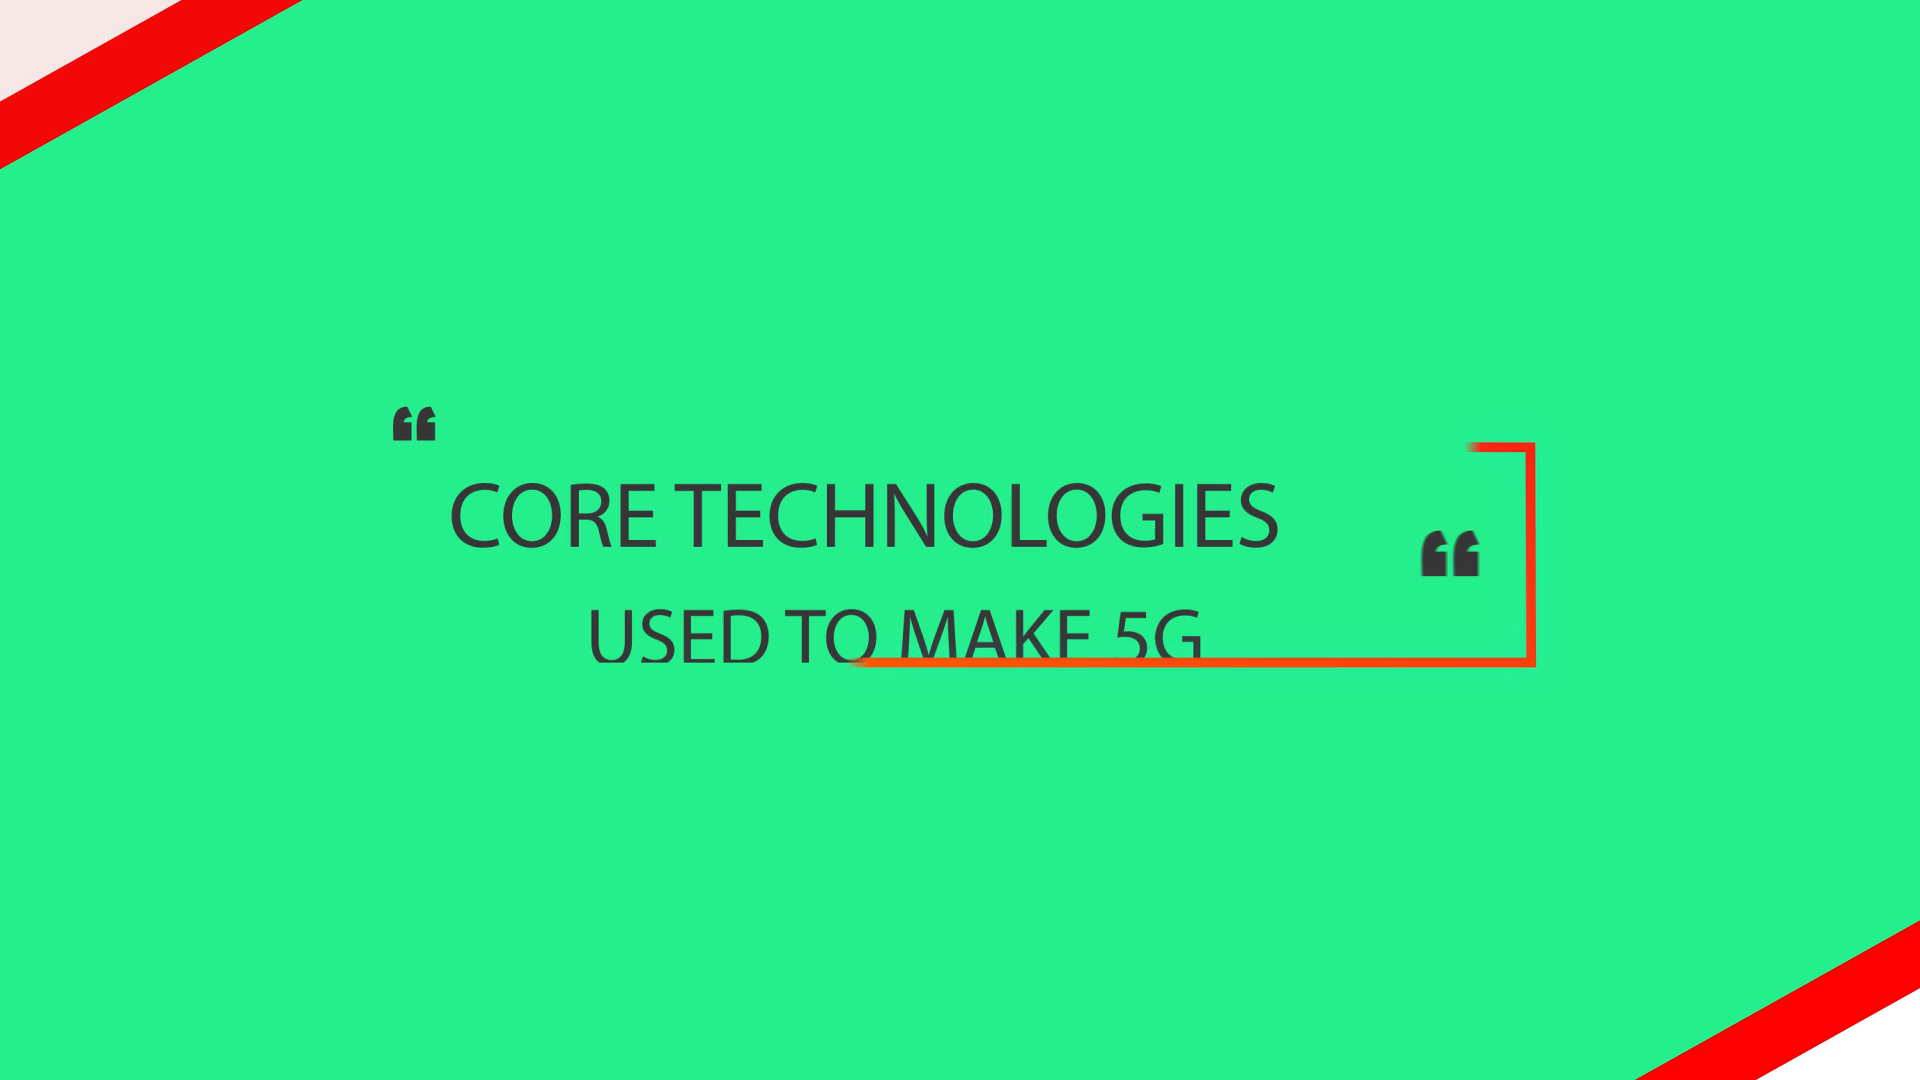 “
CORE TECHNOLOGIES
“
USED TO MAKE 5G